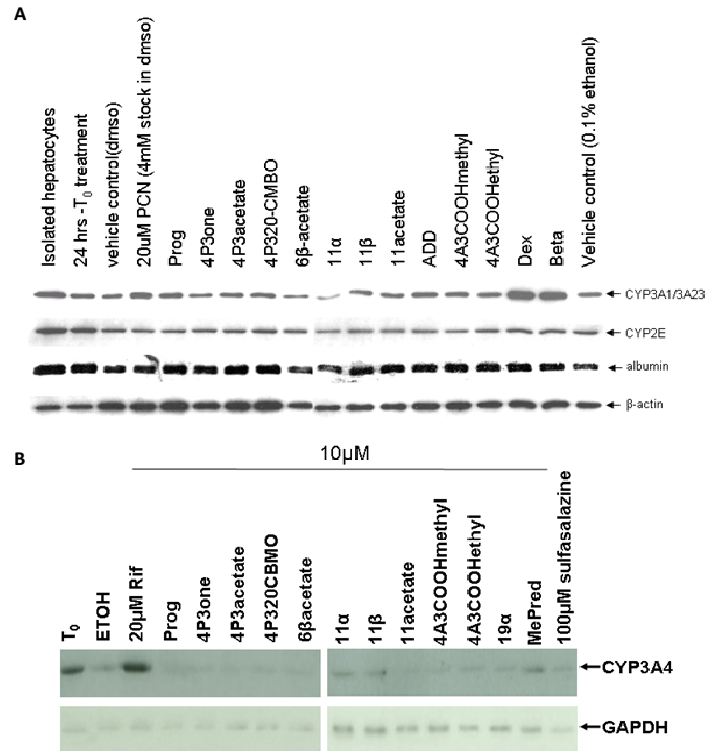 A
Isolated hepatocytes
24 hrs -T₀ treatment
vehicle control(dmso)
20uM PCN (4mM stock in dmso)
Prog
4P3one
4P3acetate
4P320-CMBO
6β-acetate
11α
11β
11acetate
ADD
4A3COOHmethyl
4A3COOHethyl
Dex
Beta
Vehicle control (0.1% ethanol)
CYP3A1/3A23
CYP2E
albumin
β-actin
B
10µM
T₀
ETOH
20µM Rif
Prog
4P3one
4P3acetate
4P320CBMO
6βacetate
11α
11β
11acetate
4A3COOHmethyl
4A3COOHethyl
19α
MePred
100µM sulfasalazine
CYP3A4
GAPDH